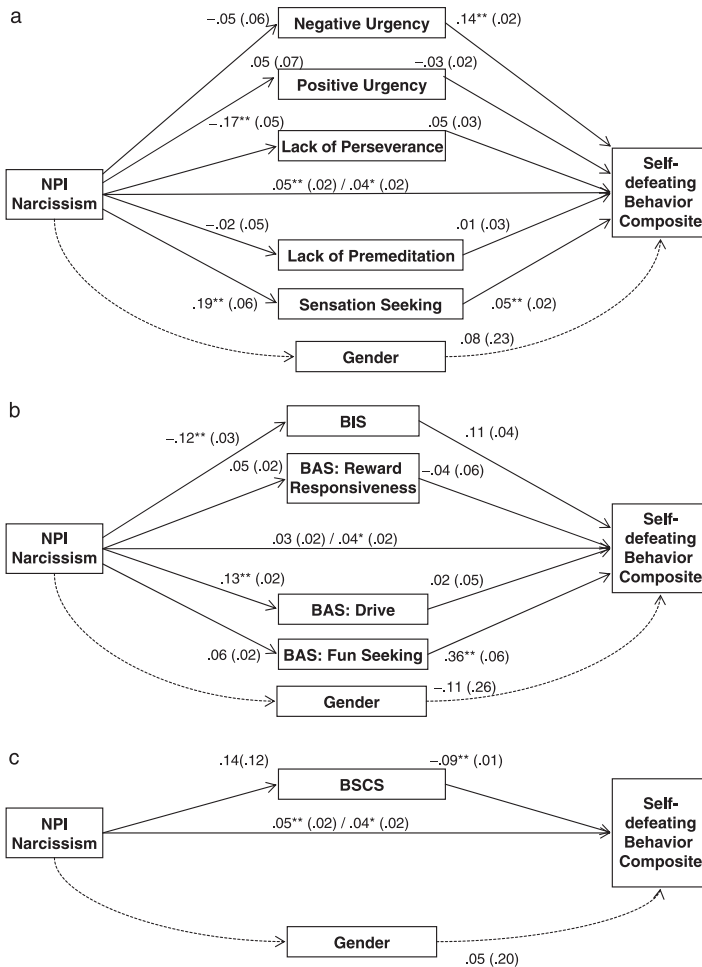 a
−.05 (.06)
Negative Urgency
.14** (.02)
.05 (.07)
−.03 (.02)
Positive Urgency
−.17** (.05)
.05 (.03)
Lack of Perseverance
NPI
Narcissism
.05** (.02) / .04* (.02)
Self-
defeating
Behavior
Composite
−.02 (.05)
.01 (.03)
Lack of Premeditation
.19** (.06)
Sensation Seeking
.05** (.02)
Gender
.08 (.23)
b
−.12** (.03)
BIS
.11 (.04)
.05 (.02)
BAS: Reward
Responsiveness
−.04 (.06)
NPI
Narcissism
.03 (.02) / .04* (.02)
Self-
defeating
Behavior
Composite
.13** (.02)
.02 (.05)
BAS: Drive
.06 (.02)
BAS: Fun Seeking
.36** (.06)
Gender
−.11 (.26)
c
.14(.12)
BSCS
−.09** (.01)
NPI
Narcissism
.05** (.02) / .04* (.02)
Self-
defeating
Behavior
Composite
Gender
.05 (.20)